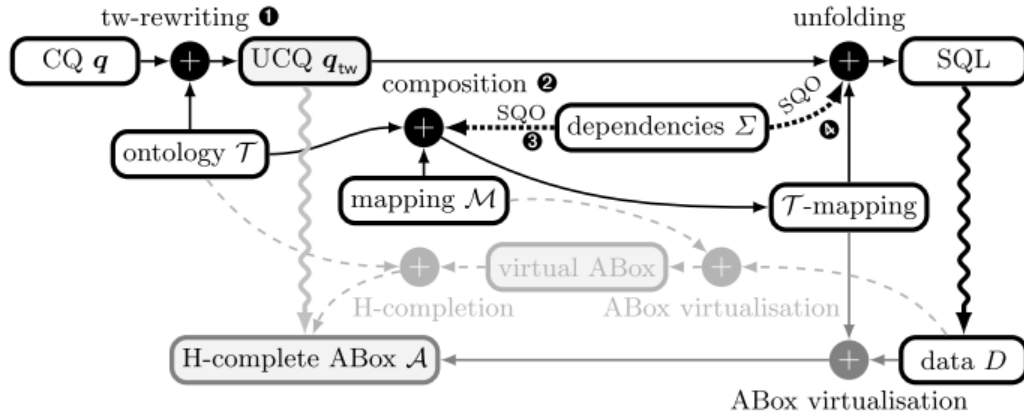 tw-rewriting ❶
unfolding
CQ q
+
UCQ q_tw
+
SQL
composition ❷
SQO
SQO
+
dependencies Σ
❸
❹
ontology 𝒯
mapping ℳ
𝒯-mapping
+
virtual ABox
+
H-completion
ABox virtualisation
H-complete ABox 𝒜
+
data D
ABox virtualisation